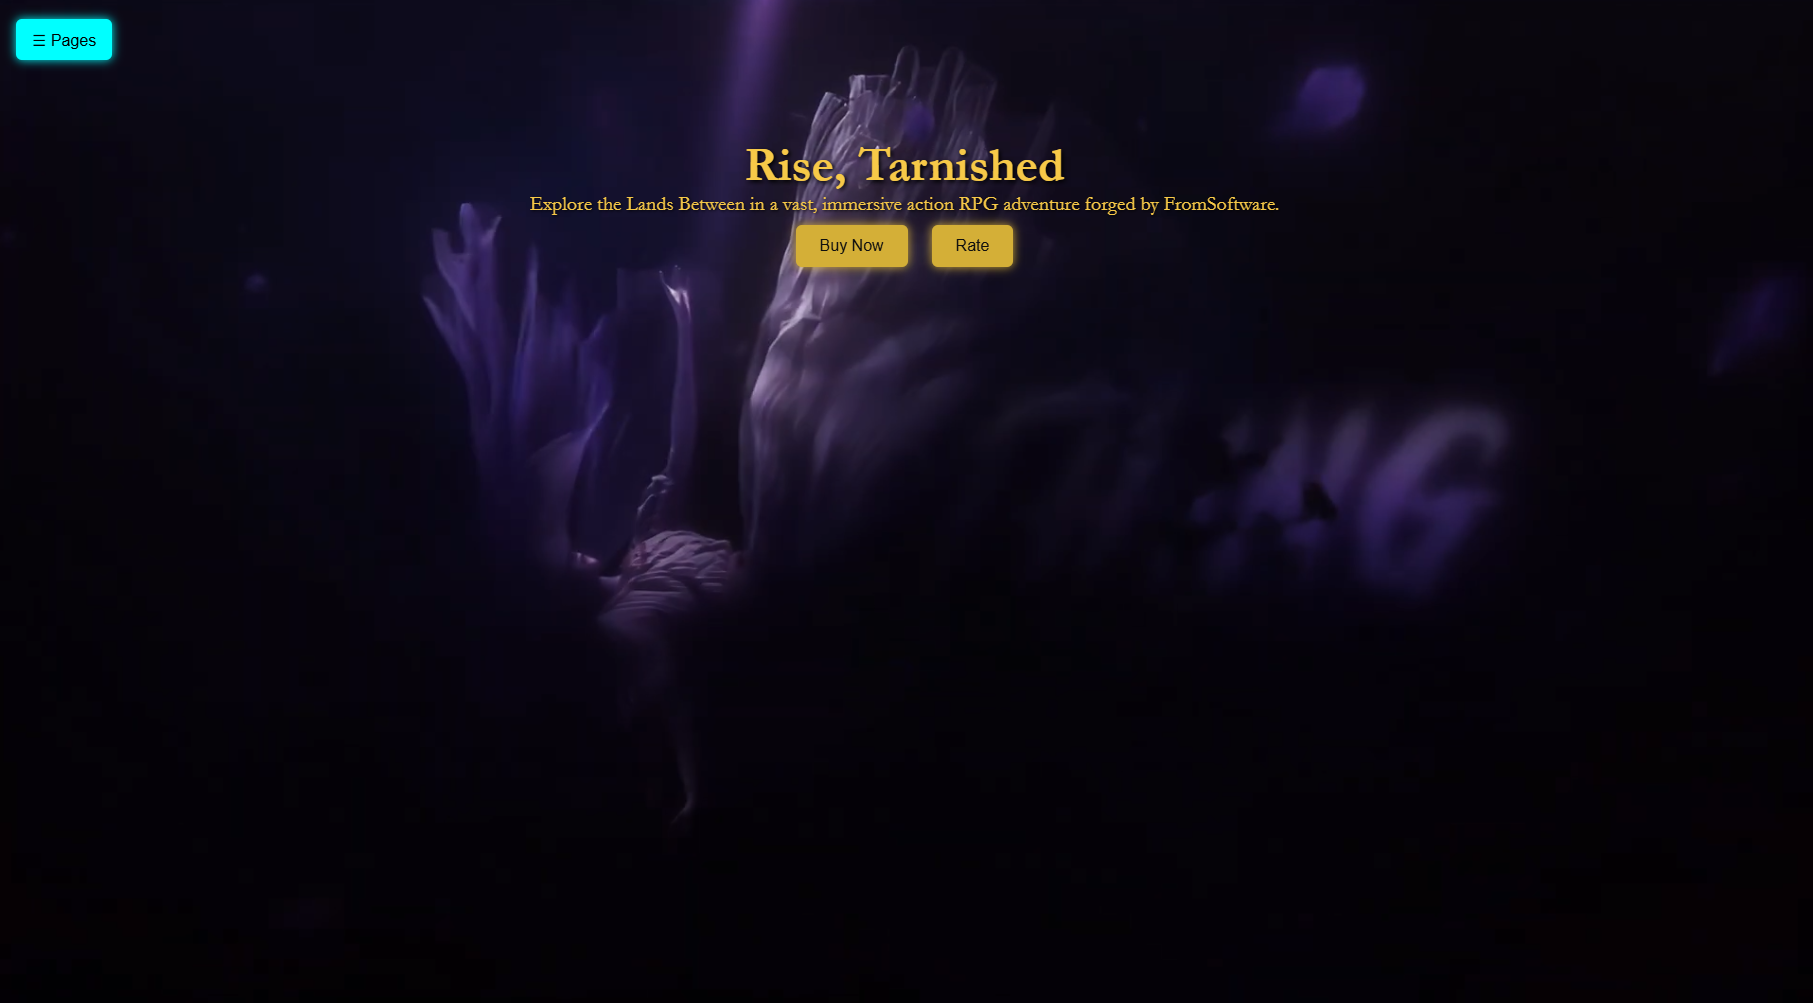 ☰ Pages
Rise, Tarnished
Explore the Lands Between in a vast, immersive action RPG adventure forged by FromSoftware.
Buy Now
Rate